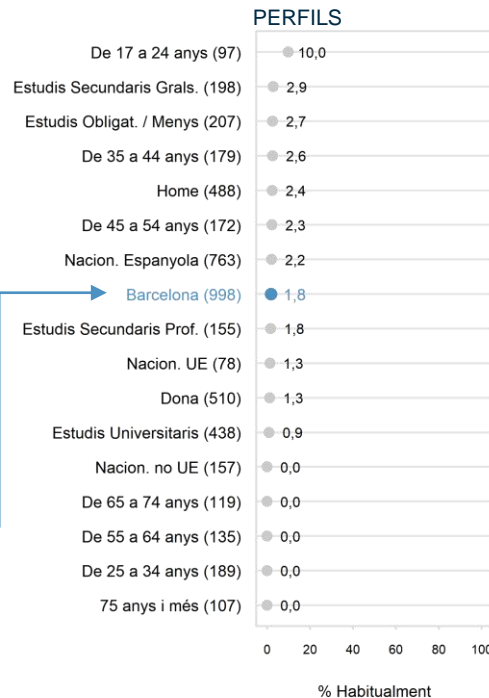 PERFILS
De 17 a 24 anys (97) 10,0
Estudis Secundaris Grals. (198) 2,9
Estudis Obligat. / Menys (207) 2,7
De 35 a 44 anys (179) 2,6
Home (488) 2,4
De 45 a 54 anys (172) 2,3
Nacion. Espanyola (763) 2,2
Barcelona (998) 1,8
Estudis Secundaris Prof. (155) 1,8
Nacion. UE (78) 1,3
Dona (510) 1,3
Estudis Universitaris (438) 0,9
Nacion. no UE (157) 0,0
De 65 a 74 anys (119) 0,0
De 55 a 64 anys (135) 0,0
De 25 a 34 anys (189) 0,0
75 anys i més (107) 0,0
0 20 40 60 80 100
% Habitualment